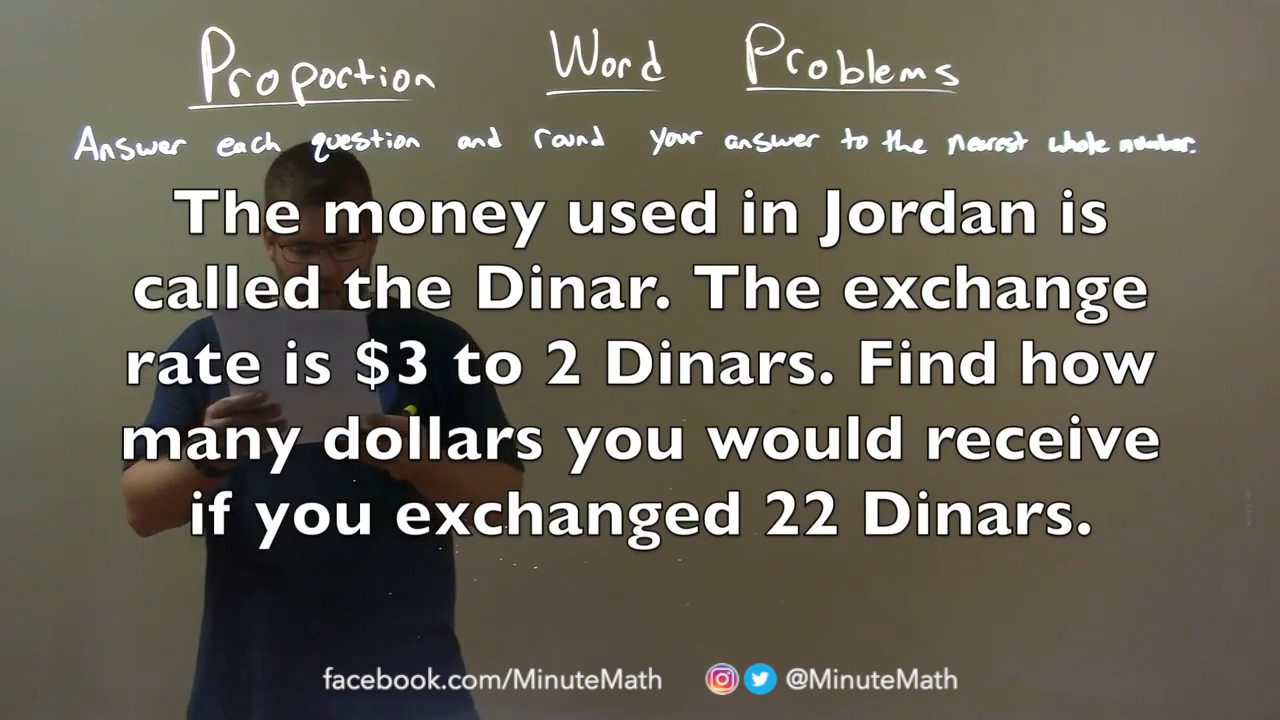 Proportion Word Problems
Answer each question and round your answer to the nearest whole number.
The money used in Jordan is
called the Dinar. The exchange
rate is $3 to 2 Dinars. Find how
many dollars you would receive
if you exchanged 22 Dinars.
facebook.com/MinuteMath @MinuteMath